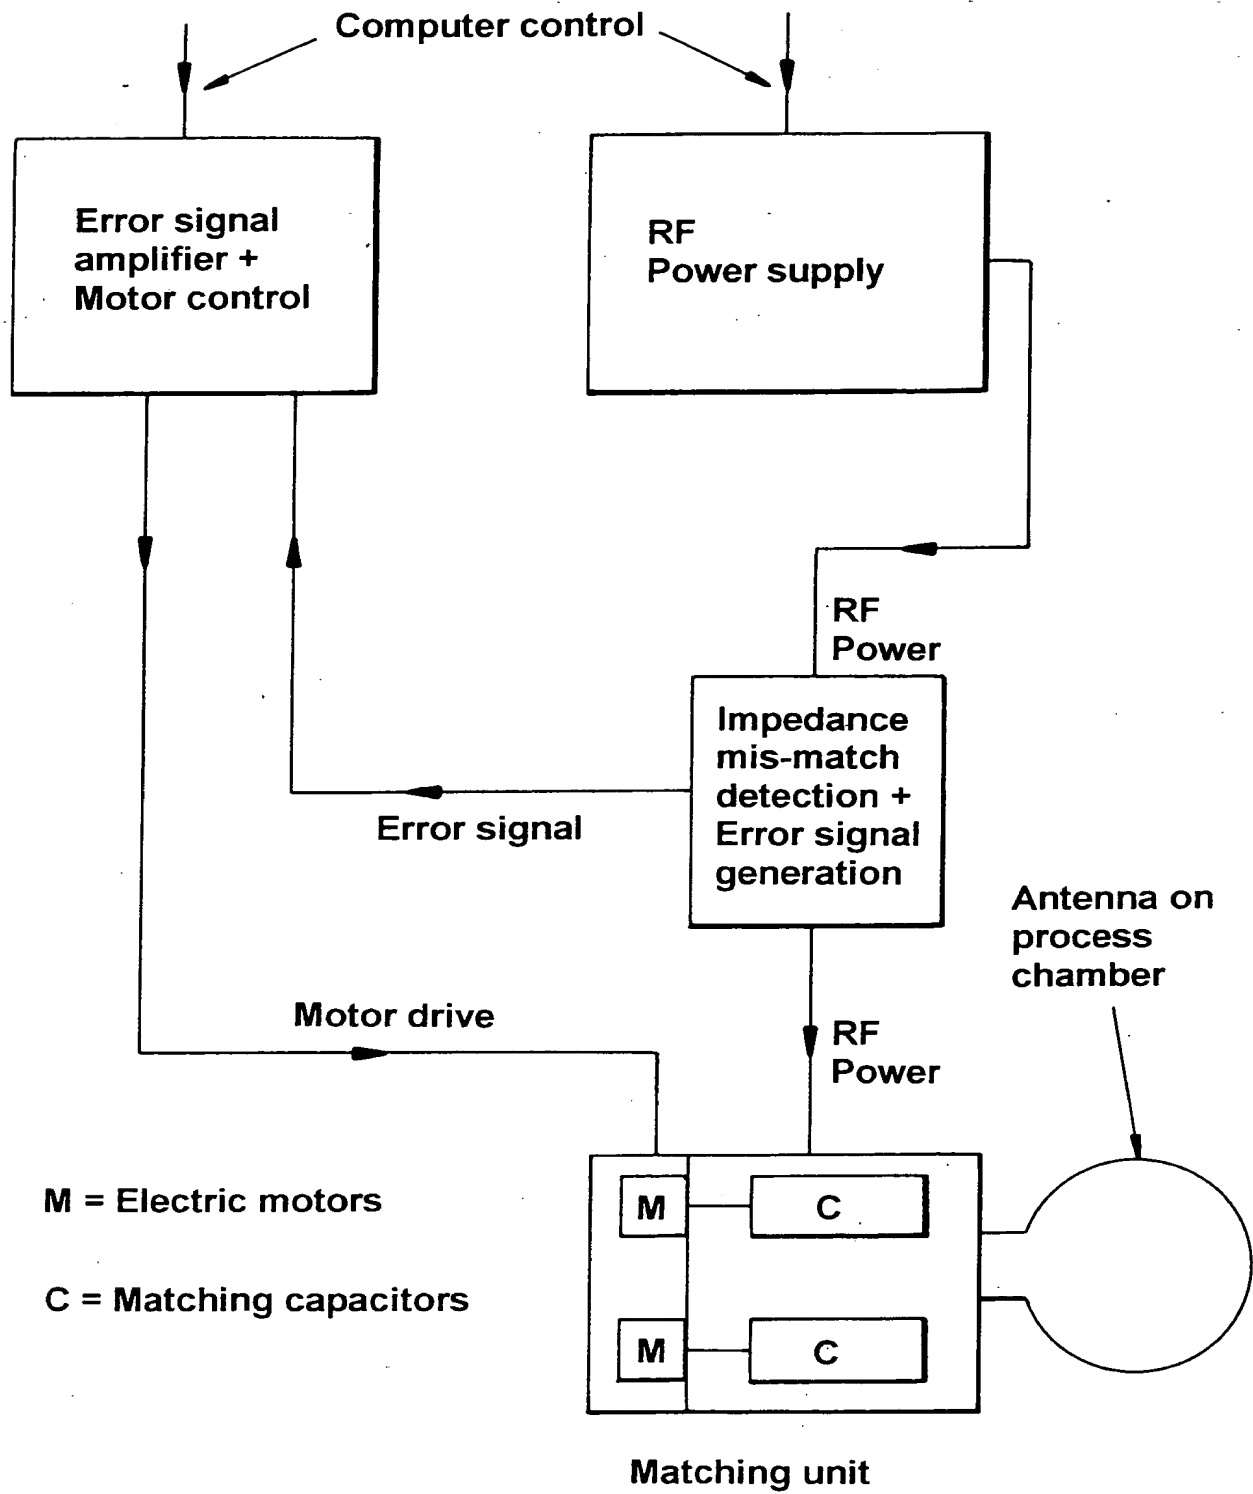 Computer control
Error signal
amplifier +
Motor control
RF
Power supply
RF
Power
Impedance
mis-match
detection +
Error signal
generation
Error signal
Antenna on
process
chamber
Motor drive
RF
Power
M = Electric motors
C = Matching capacitors
M
C
M
C
Matching unit